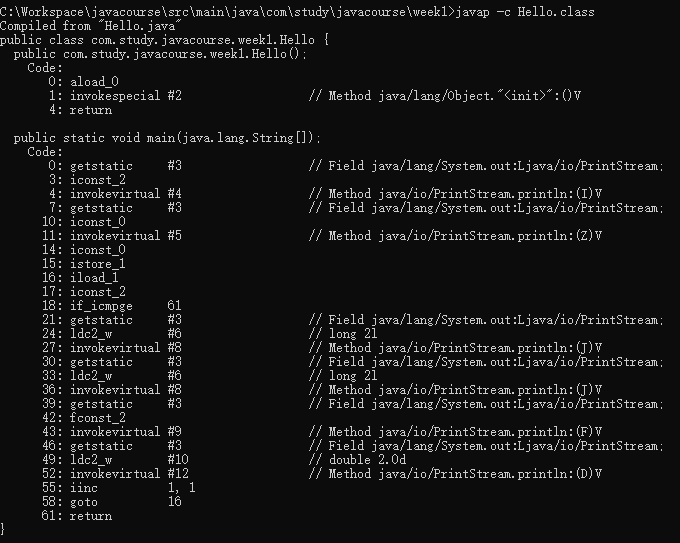 C:\Workspace\javacourse\src\main\java\com\study\javacourse\week1>javap -c Hello.class
Compiled from "Hello.java"
public class com.study.javacourse.week1.Hello {
  public com.study.javacourse.week1.Hello();
    Code:
       0: aload_0
       1: invokespecial #2                  // Method java/lang/Object."<init>":()V
       4: return

  public static void main(java.lang.String[]);
    Code:
       0: getstatic     #3                  // Field java/lang/System.out:Ljava/io/PrintStream;
       3: iconst_2
       4: invokevirtual #4                  // Method java/io/PrintStream.println:(I)V
       7: getstatic     #3                  // Field java/lang/System.out:Ljava/io/PrintStream;
      10: iconst_0
      11: invokevirtual #5                  // Method java/io/PrintStream.println:(Z)V
      14: iconst_0
      15: istore_1
      16: iload_1
      17: iconst_2
      18: if_icmpge     61
      21: getstatic     #3                  // Field java/lang/System.out:Ljava/io/PrintStream;
      24: ldc2_w        #6                  // long 2l
      27: invokevirtual #8                  // Method java/io/PrintStream.println:(J)V
      30: getstatic     #3                  // Field java/lang/System.out:Ljava/io/PrintStream;
      33: ldc2_w        #6                  // long 2l
      36: invokevirtual #8                  // Method java/io/PrintStream.println:(J)V
      39: getstatic     #3                  // Field java/lang/System.out:Ljava/io/PrintStream;
      42: fconst_2
      43: invokevirtual #9                  // Method java/io/PrintStream.println:(F)V
      46: getstatic     #3                  // Field java/lang/System.out:Ljava/io/PrintStream;
      49: ldc2_w        #10                 // double 2.0d
      52: invokevirtual #12                 // Method java/io/PrintStream.println:(D)V
      55: iinc          1, 1
      58: goto          16
      61: return
}